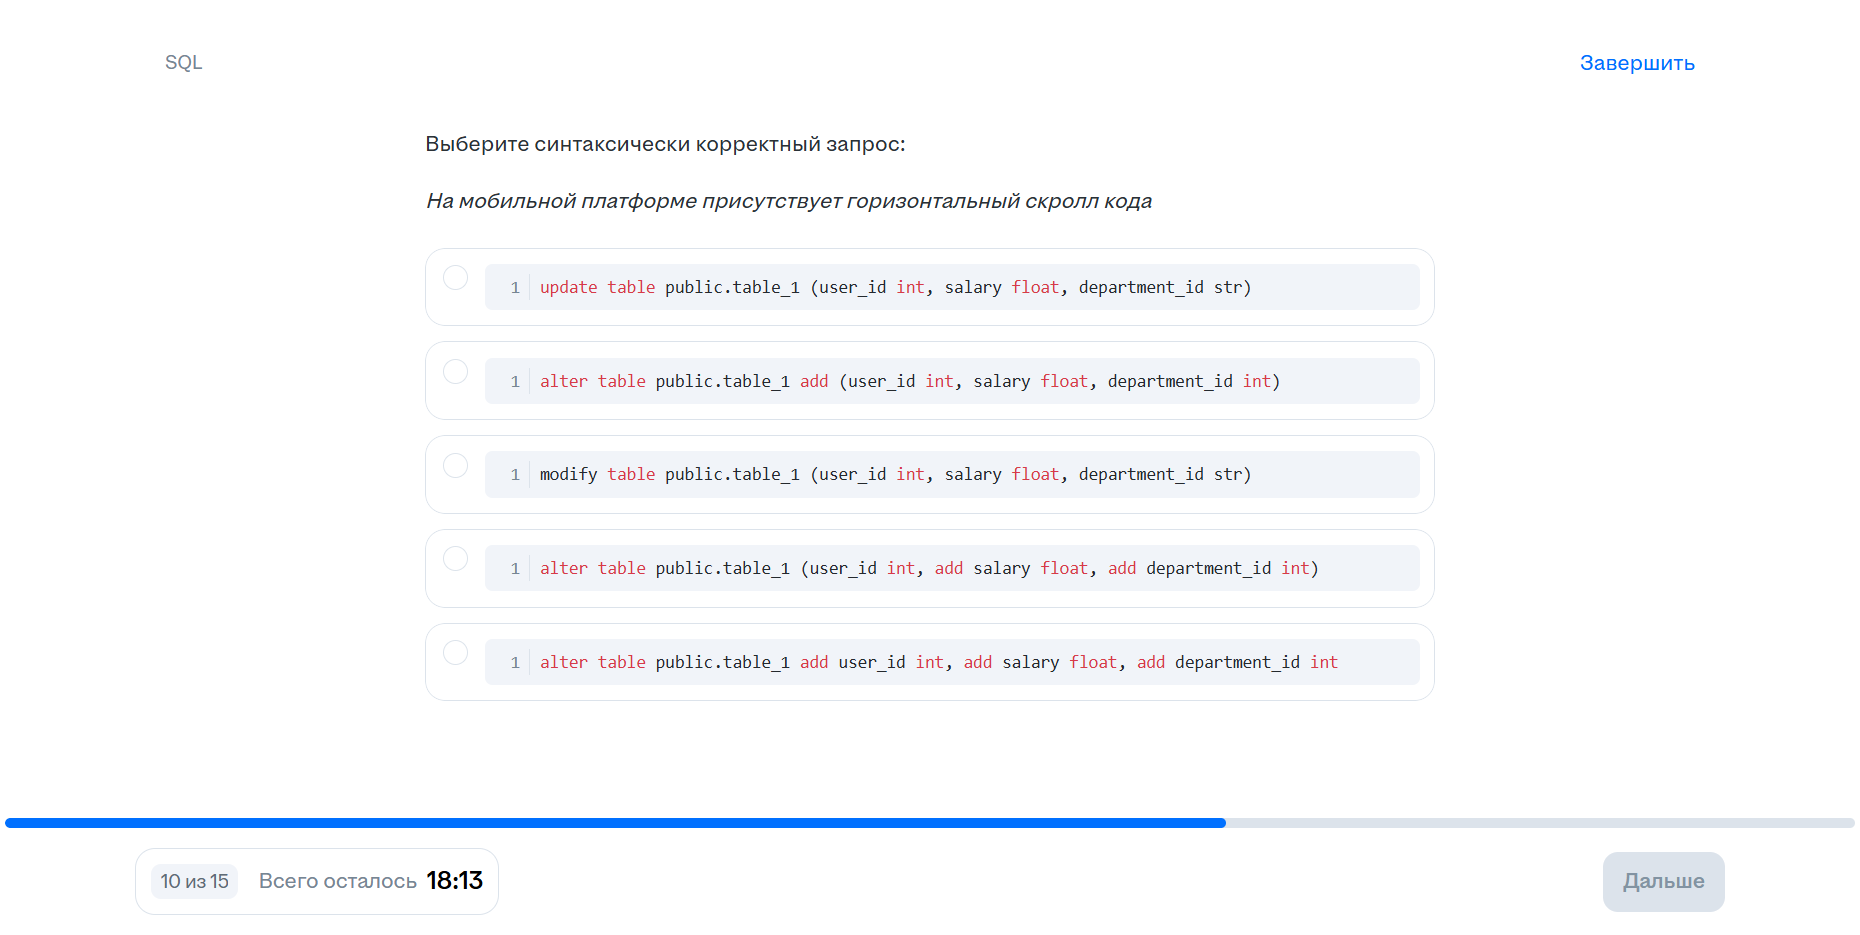 SQL
Завершить
Выберите синтаксически корректный запрос:
На мобильной платформе присутствует горизонтальный скролл кода
1 update table public.table_1 (user_id int, salary float, department_id str)
1 alter table public.table_1 add (user_id int, salary float, department_id int)
1 modify table public.table_1 (user_id int, salary float, department_id str)
1 alter table public.table_1 (user_id int, add salary float, add department_id int)
1 alter table public.table_1 add user_id int, add salary float, add department_id int
10 из 15 Всего осталось 18:13
Дальше